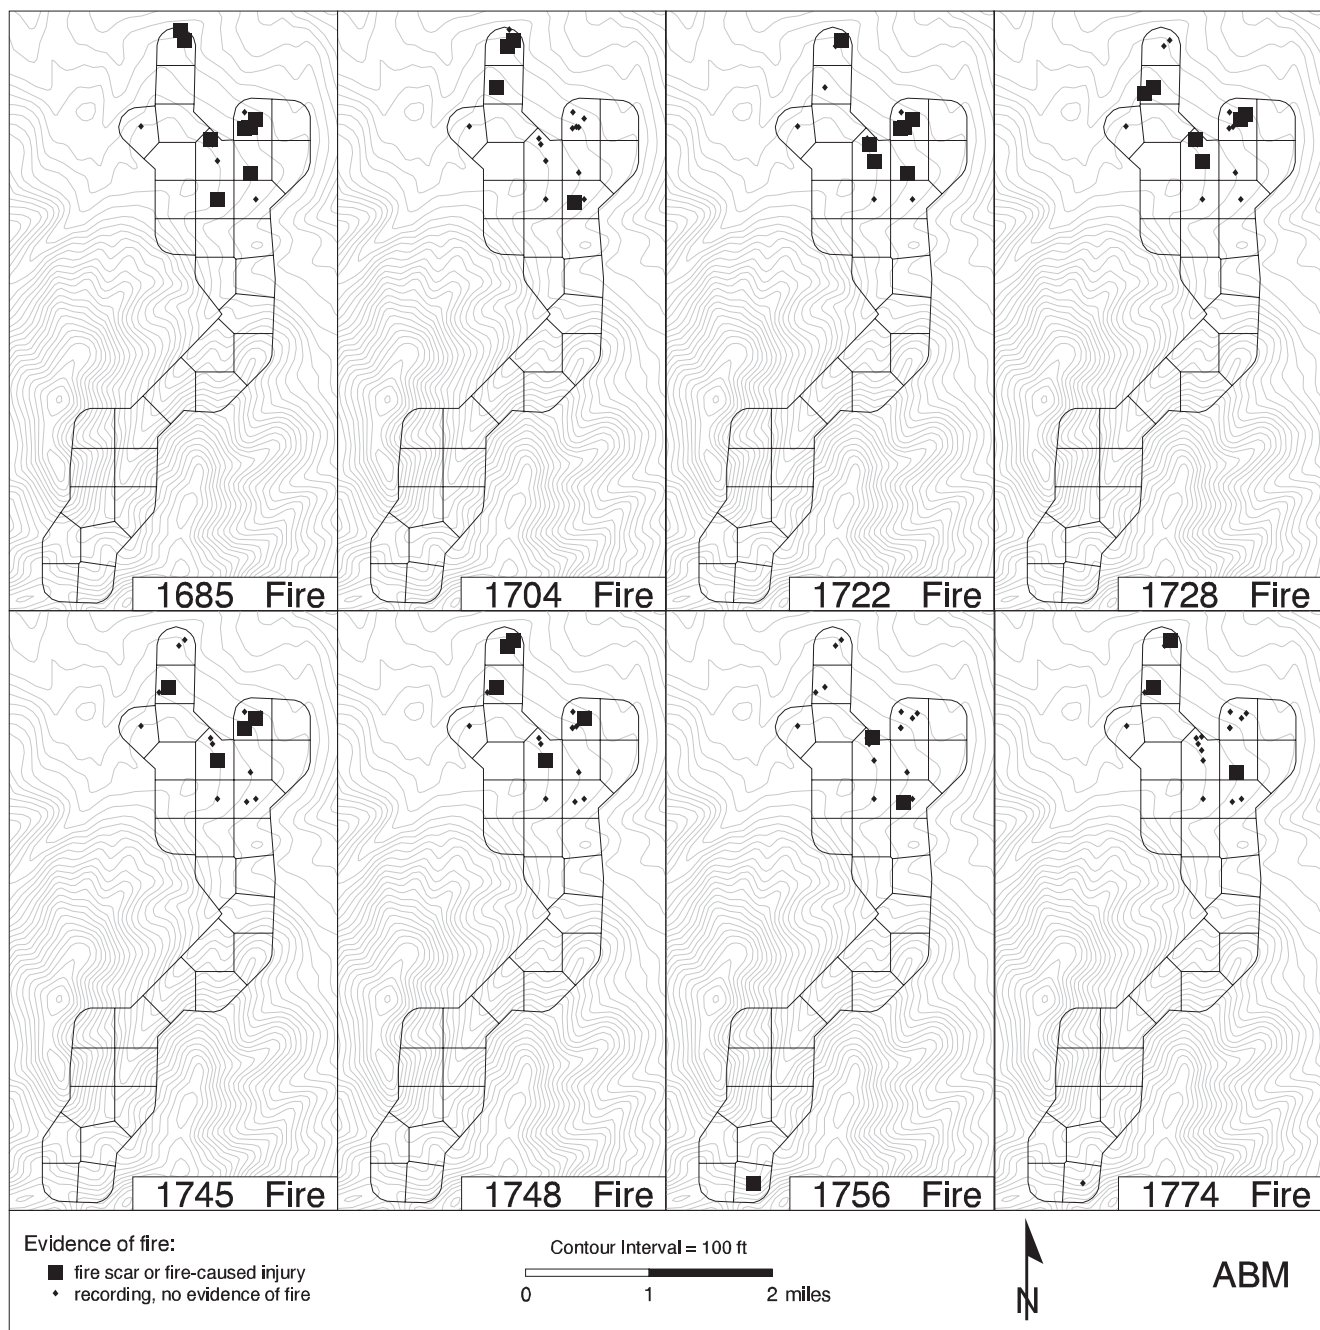 1685 Fire
1704 Fire
1722 Fire
1728 Fire
1745 Fire
1748 Fire
1756 Fire
1774 Fire
Evidence of fire:
fire scar or fire-caused injury
recording, no evidence of fire
Contour Interval = 100 ft
0 1 2 miles
N
ABM